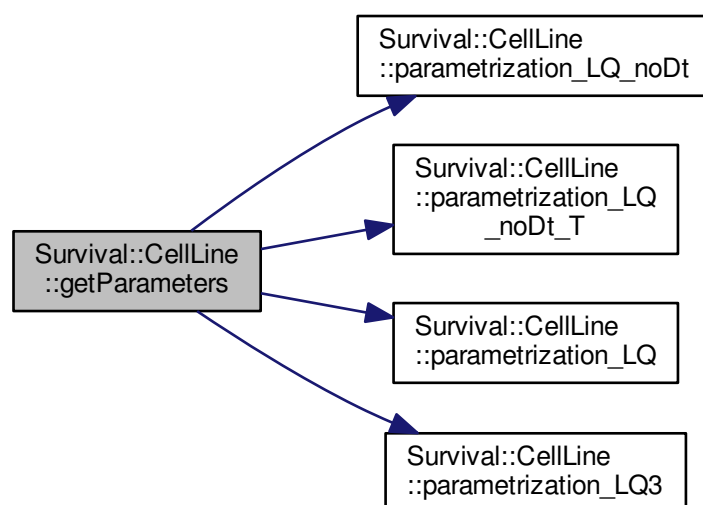 Survival::CellLine
::parametrization_LQ_noDt
Survival::CellLine
::parametrization_LQ
_noDt_T
Survival::CellLine
::getParameters
Survival::CellLine
::parametrization_LQ
Survival::CellLine
::parametrization_LQ3